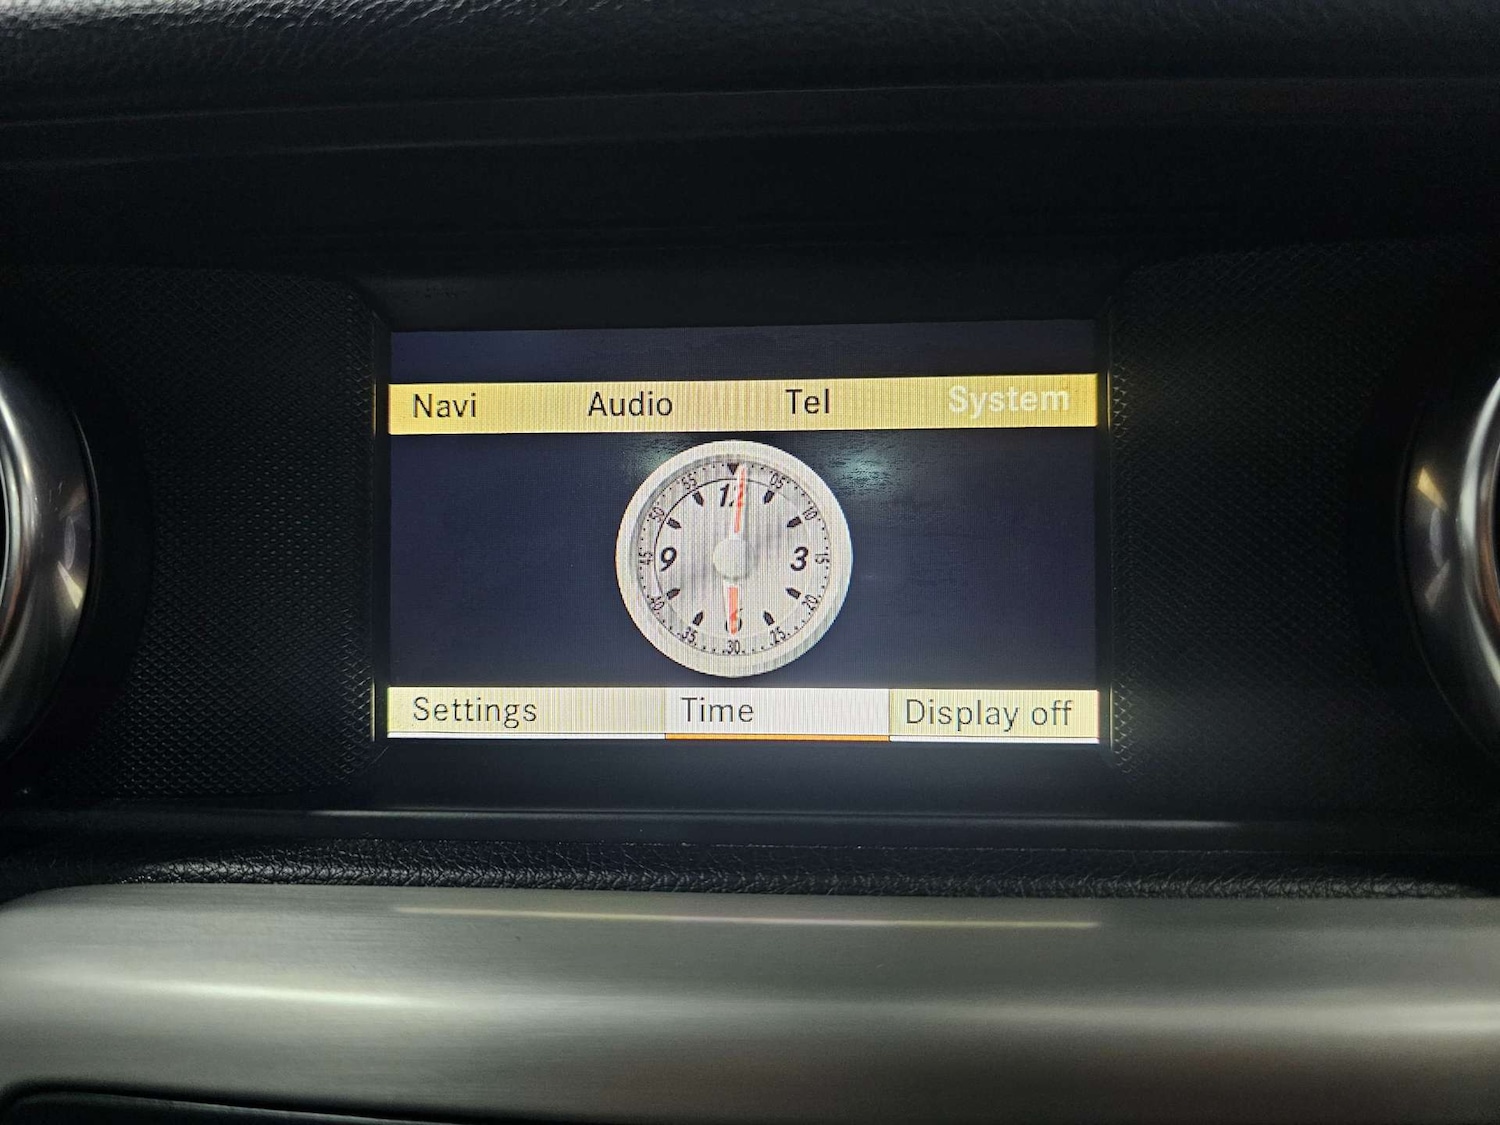 Navi Audio Tel System
55 05
50 12 10
45 9 3 15
40 6 20
35 30 25
Settings Time Display off